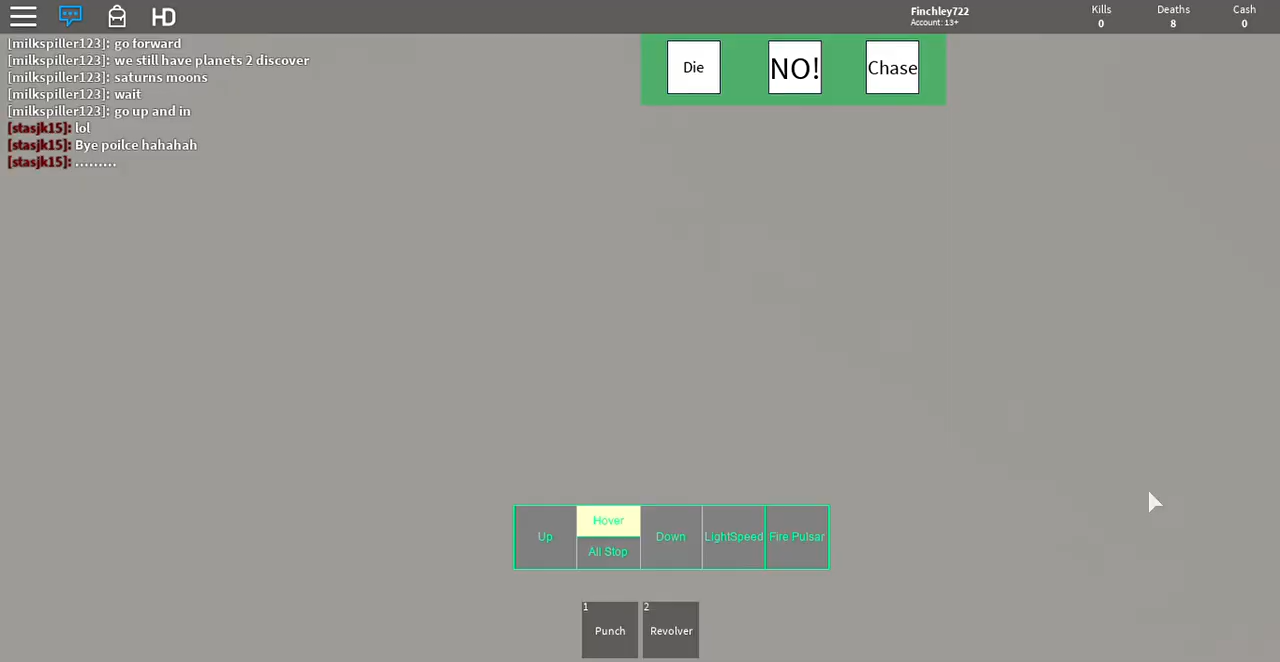 HD
Finchley722
Account: 13+
Kills
0
Deaths
8
Cash
0
[milkspiller123]: go forward
[milkspiller123]: we still have planets 2 discover
[milkspiller123]: saturns moons
[milkspiller123]: wait
[milkspiller123]: go up and in
[stasjk15]: lol
[stasjk15]: Bye poilce hahahah
[stasjk15]: .........
Die
NO!
Chase
Up
Hover
All Stop
Down
LightSpeed
Fire Pulsar
1
Punch
2
Revolver